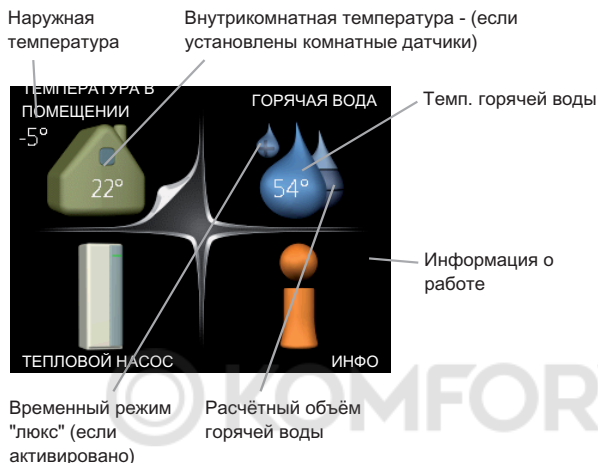 Наружная
температура
Внутрикомнатная температура - (если
установлены комнатные датчики)
ТЕМПЕРАТУРА В
ПОМЕЩЕНИИ
ГОРЯЧАЯ ВОДА
Темп. горячей воды
-5°
22°
54°
Информация о
работе
ТЕПЛОВОЙ НАСОС
ИНФО
KOMFOR
Временный режим
"люкс" (если
активировано)
Расчётный объём
горячей воды